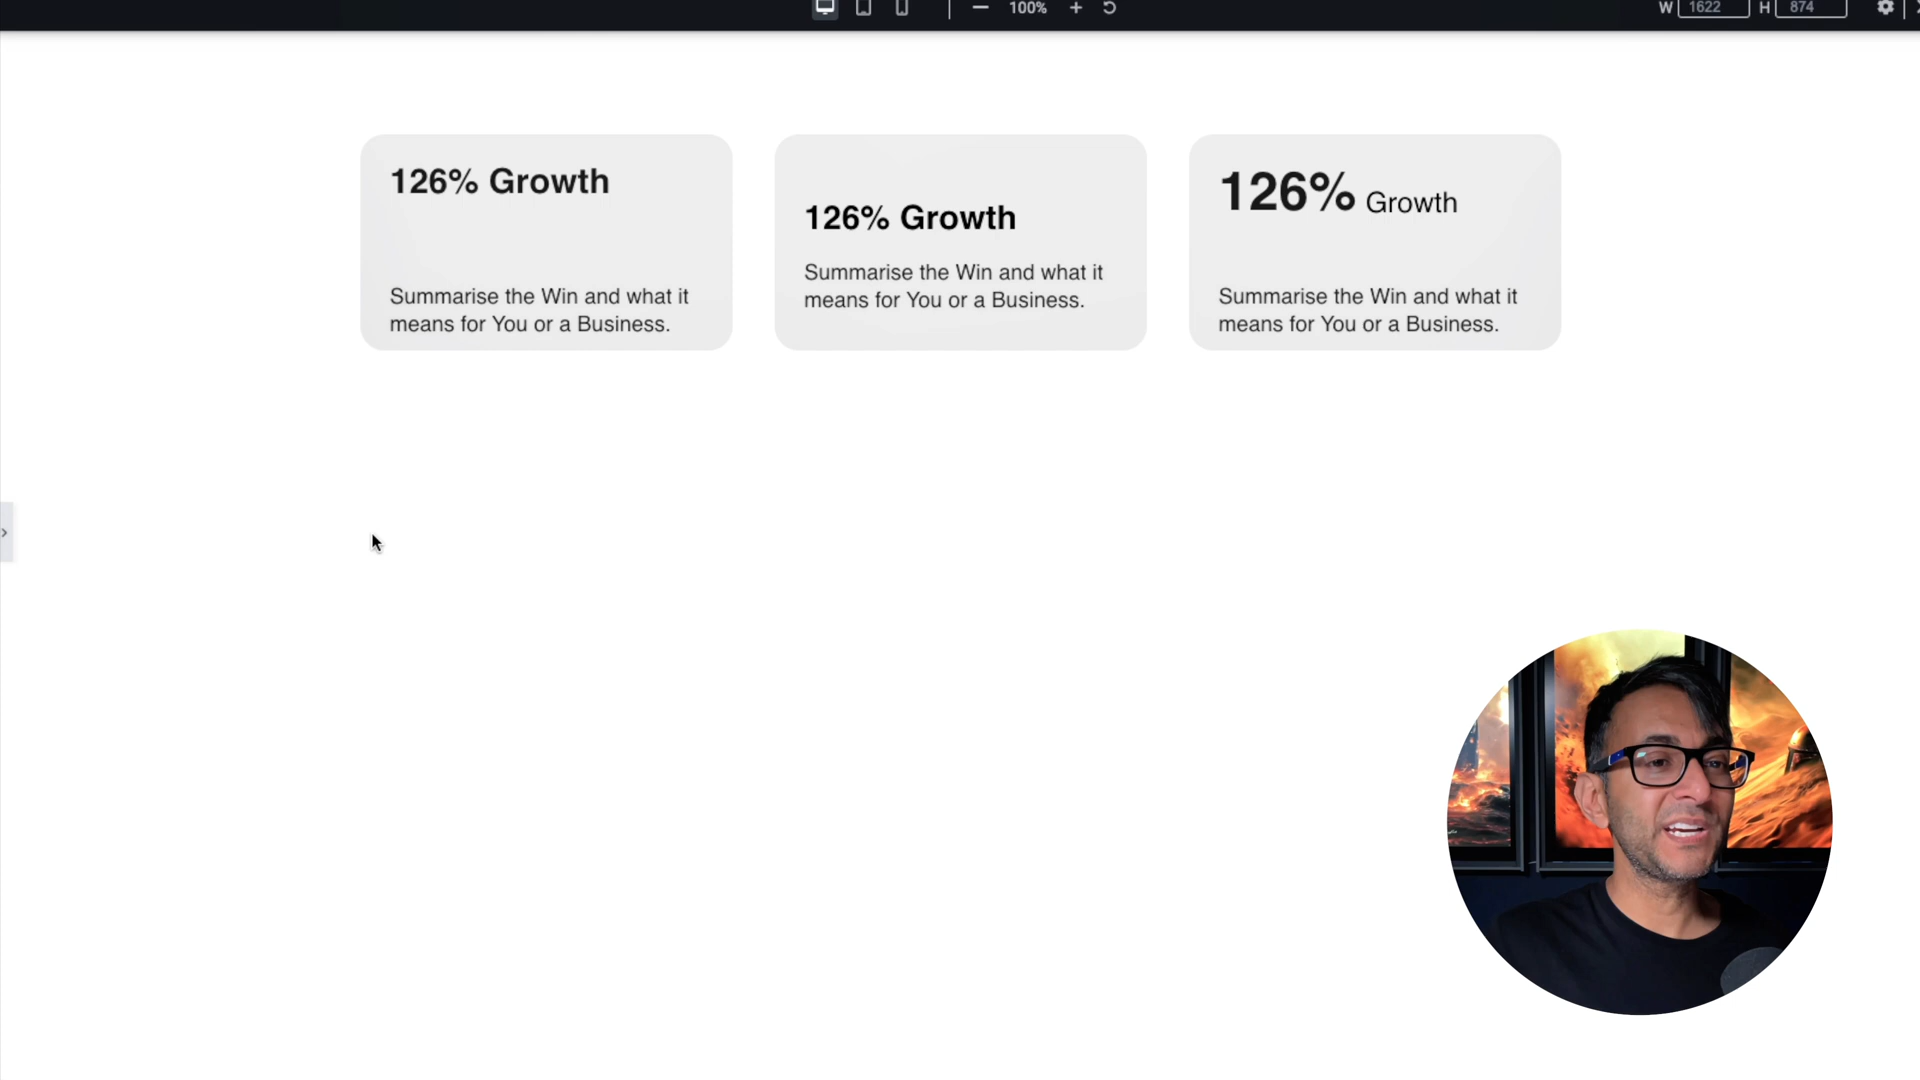 100%
W 1622 H 874
126% Growth
Summarise the Win and what it
means for You or a Business.
126% Growth
Summarise the Win and what it
means for You or a Business.
126% Growth
Summarise the Win and what it
means for You or a Business.